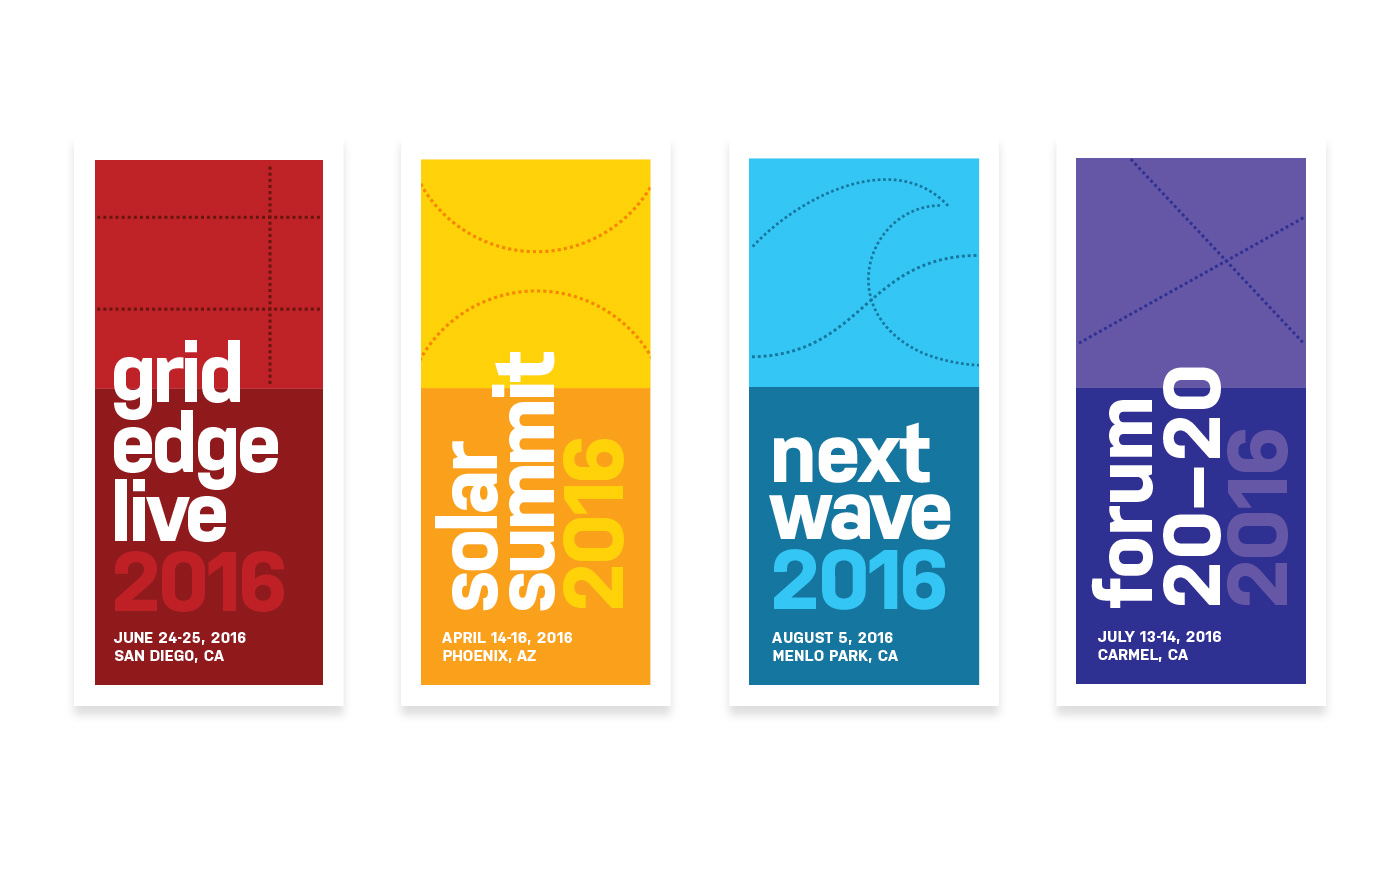 grid
edge
live
2016
JUNE 24-25, 2016
SAN DIEGO, CA
solar
summit
2016
APRIL 14-16, 2016
PHOENIX, AZ
next
wave
2016
AUGUST 5, 2016
MENLO PARK, CA
forum
20–20
2016
JULY 13-14, 2016
CARMEL, CA